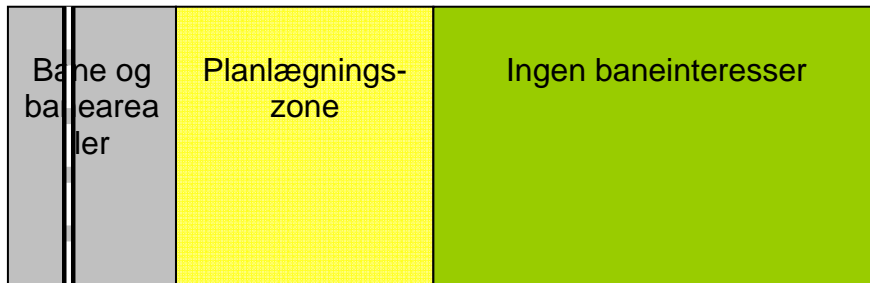 Bane og
banearea
ler
Planlægnings-
zone
Ingen baneinteresser